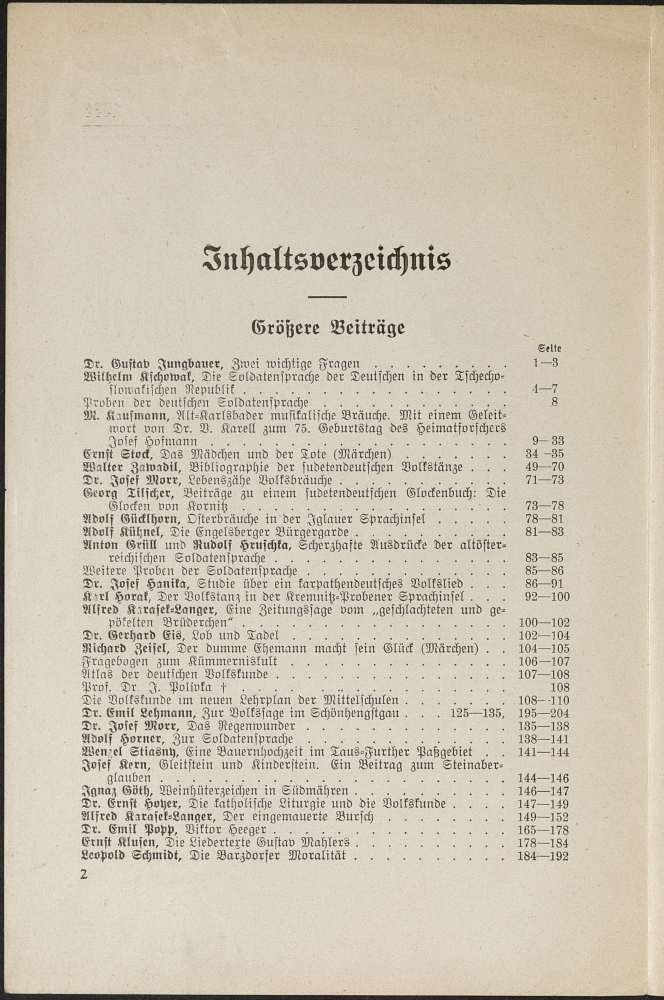 Inhaltsverzeichnis
Größere Beiträge
Seite
Dr. Gustav Jungbauer, Zwei wichtige Fragen . . . . . . . . 1—3
Wilhelm Kschowak, Die Soldatensprache der Deutschen in der Tschecho-
slowakischen Republik . . . . . . . . . . . . . . . 4—7
Proben der deutschen Soldatensprache . . . . . . . . . . . 8
M. Kaufmann, Alt-Karlsbader musikalische Bräuche. Mit einem Geleit-
wort von Dr. V. Karell zum 75. Geburtstag des Heimatforschers
Josef Hofmann . . . . . . . . . . . . . . . . . 9—33
Ernst Stock, Das Mädchen und der Tote (Märchen) . . . . . . 34—35
Walter Zawadil, Bibliographie der sudetendeutschen Volkstänze . . . 49—70
Dr. Josef Morr, Lebenszähe Volksbräuche . . . . . . . . . 71—73
Georg Tilscher, Beiträge zu einem sudetendeutschen Glockenbuch: Die
Glocken von Kornitz . . . . . . . . . . . . . . . 73—78
Adolf Gücklhorn, Osterbräuche in der Iglauer Sprachinsel . . . . . 78—81
Adolf Kühnel, Die Engelsberger Bürgergarde . . . . . . . . . 81—83
Anton Grüll und Rudolf Hruschka, Scherzhafte Ausdrücke der altöster-
reichischen Soldatensprache . . . . . . . . . . . . . 83—85
Weitere Proben der Soldatensprache . . . . . . . . . . . . 85—86
Dr. Josef Hanika, Studie über ein karpathendeutsches Volkslied . . . 86—91
Karl Horak, Der Volkstanz in der Kremnitz-Probener Sprachinsel . . . 92—100
Alfred Karasek-Langer, Eine Zeitungssage vom „geschlachteten und ge-
pökelten Brüderchen“ . . . . . . . . . . . . . . . 100—102
Dr. Gerhard Eis, Lob und Tadel . . . . . . . . . . . . . 102—104
Richard Zeisel, Der dumme Ehemann macht sein Glück (Märchen) . . 104—105
Fragebogen zum Kümmerniskult . . . . . . . . . . . . . 106—107
Atlas der deutschen Volkskunde . . . . . . . . . . . . . 107—108
Prof. Dr J. Polivka † . . . . . . . . . . . . . . . 108
Die Volkskunde im neuen Lehrplan der Mittelschulen . . . . . . 108—110
Dr. Emil Lehmann, Zur Volkssage im Schönhengstgau . . . 125—135, 195—204
Dr. Josef Morr, Das Regenwunder . . . . . . . . . . . . 135—138
Adolf Horner, Zur Soldatensprache . . . . . . . . . . . . 138—141
Wenzel Stiasny, Eine Bauernhochzeit im Taus-Further Paßgebiet . . 141—144
Josef Kern, Gleitstein und Kinderstein. Ein Beitrag zum Steinaber-
glauben . . . . . . . . . . . . . . . . . . . 144—146
Ignaz Göth, Weinhüterzeichen in Südmähren . . . . . . . . . 146—147
Dr. Ernst Hoyer, Die katholische Liturgie und die Volkskunde . . . . 147—149
Alfred Karasek-Langer, Der eingemauerte Bursch . . . . . . . 149—152
Dr. Emil Popp, Viktor Heeger . . . . . . . . . . . . . . 165—178
Ernst Klusen, Die Liedertexte Gustav Mahlers . . . . . . . . . 178—184
Leopold Schmidt, Die Barzdorfer Moralität . . . . . . . . . 184—192
2